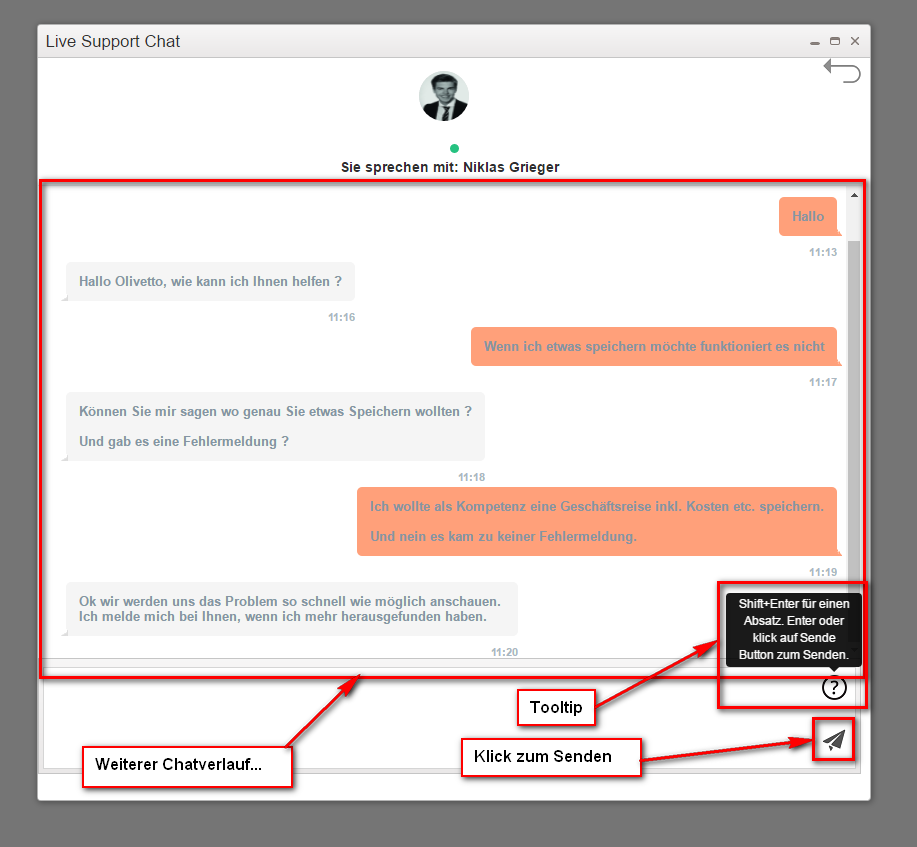 Live Support Chat
Sie sprechen mit: Niklas Grieger
Hallo
11:13
Hallo Olivetto, wie kann ich Ihnen helfen ?
11:16
Wenn ich etwas speichern möchte funktioniert es nicht
11:17
Können Sie mir sagen wo genau Sie etwas Speichern wollten ?
Und gab es eine Fehlermeldung ?
11:18
Ich wollte als Kompetenz eine Geschäftsreise inkl. Kosten etc. speichern.
Und nein es kam zu keiner Fehlermeldung.
11:19
Ok wir werden uns das Problem so schnell wie möglich anschauen.
Ich melde mich bei Ihnen, wenn ich mehr herausgefunden haben.
11:20
Shift+Enter für einen
Absatz. Enter oder
klick auf Sende
Button zum Senden.
?
Tooltip
Klick zum Senden
Weiterer Chatverlauf...